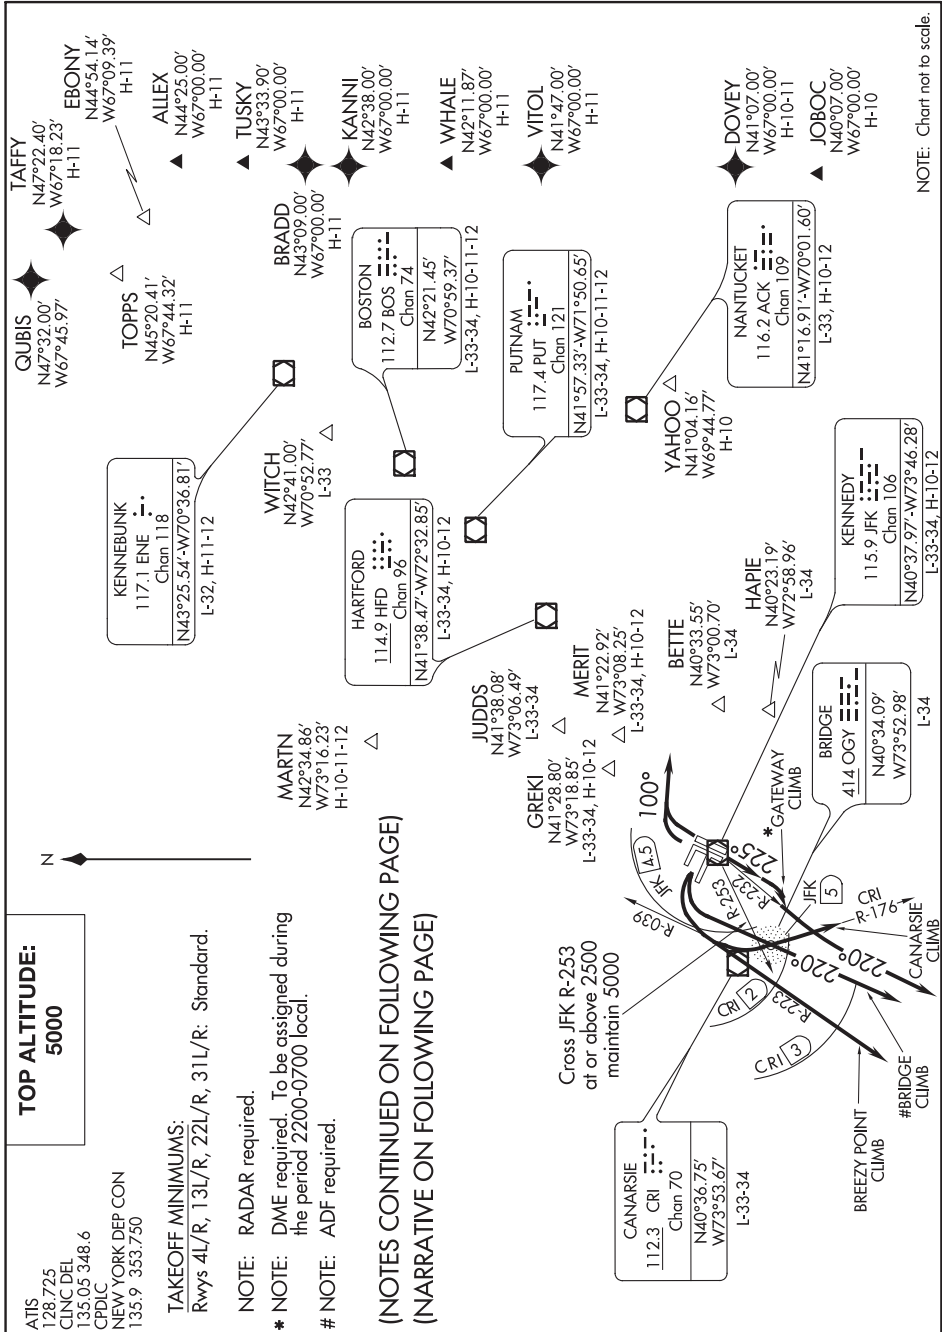 ATIS
128.725
CLNC DEL
135.05 348.6
CPDLC
NEW YORK DEP CON
135.9 353.750
TOP ALTITUDE:
5000
TAKEOFF MINIMUMS:
Rwys 4L/R, 13L/R, 22L/R, 31L/R: Standard.
NOTE: RADAR required.
* NOTE: DME required. To be assigned during
the period 2200-0700 local.
# NOTE: ADF required.
(NOTES CONTINUED ON FOLLOWING PAGE)
(NARRATIVE ON FOLLOWING PAGE)
N
QUBIS
N47°32.00'
W67°45.97'
TAFFY
N47°22.40'
W67°18.23'
H-11
EBONY
N44°54.14'
W67°09.39'
H-11
TOPPS
N45°20.41'
W67°44.32'
H-11
ALLEX
N44°25.00'
W67°00.00'
H-11
TUSKY
N43°33.90'
W67°00.00'
H-11
BRADD
N43°09.00'
W67°00.00'
H-11
KANNI
N42°38.00'
W67°00.00'
H-11
WHALE
N42°11.87'
W67°00.00'
H-11
VITOL
N41°47.00'
W67°00.00'
H-11
DOVEY
N41°07.00'
W67°00.00'
H-10-11
JOBOC
N40°07.00'
W67°00.00'
H-10
KENNEBUNK
117.1 ENE
Chan 118
N43°25.54'-W70°36.81'
L-32, H-11-12
BOSTON
112.7 BOS
Chan 74
N42°21.45'
W70°59.37'
L-33-34, H-10-11-12
WITCH
N42°41.00'
W70°52.77'
L-33
PUTNAM
117.4 PUT
Chan 121
N41°57.33'-W71°50.65'
L-33-34, H-10-11-12
HARTFORD
114.9 HFD
Chan 96
N41°38.47'-W72°32.85'
L-33-34, H-10-12
NANTUCKET
116.2 ACK
Chan 109
N41°16.91'-W70°01.60'
L-33, H-10-12
YAHOO
N41°04.16'
W69°44.77'
H-10
MARTN
N42°34.86'
W73°16.23'
H-10-11-12
JUDDS
N41°38.08'
W73°06.49'
L-33-34
GREKI
N41°28.80'
W73°18.85'
L-33-34, H-10-12
MERIT
N41°22.92'
W73°08.25'
L-33-34, H-10-12
BETTE
N40°33.55'
W73°00.70'
L-34
HAPIE
N40°23.19'
W72°58.96'
L-34
KENNEDY
115.9 JFK
Chan 106
N40°37.97'-W73°46.28'
L-33-34, H-10-12
BRIDGE
414 OGY
N40°34.09'
W73°52.98'
L-34
CANARSIE
112.3 CRI
Chan 70
N40°36.75'
W73°53.67'
L-33-34
Cross JFK R-253
at or above 2500
maintain 5000
100°
JFK 4.5
R-039
R-253
R-232
225°
*GATEWAY
CLIMB
JFK
5
CRI
R-176
CANARSIE
CLIMB
220°
220°
R-223
CRI 2
CRI 3
#BRIDGE
CLIMB
BREEZY POINT
CLIMB
NOTE: Chart not to scale.